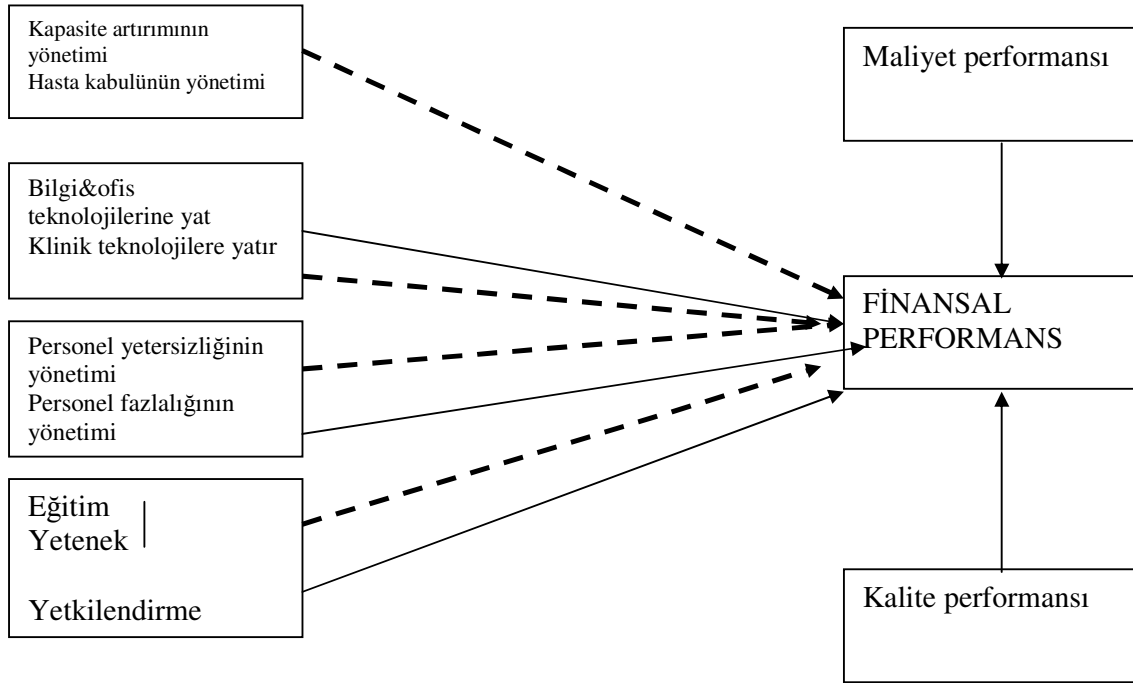 Kapasite artırımının
yönetimi
Hasta kabulünün yönetimi
Maliyet performansı
Bilgi&ofis
teknolojilerine yat
Klinik teknolojilere yatır
FİNANSAL
PERFORMANS
Personel yetersizliğinin
yönetimi
Personel fazlalığının
yönetimi
Eğitim
Yetenek
Yetkilendirme
Kalite performansı